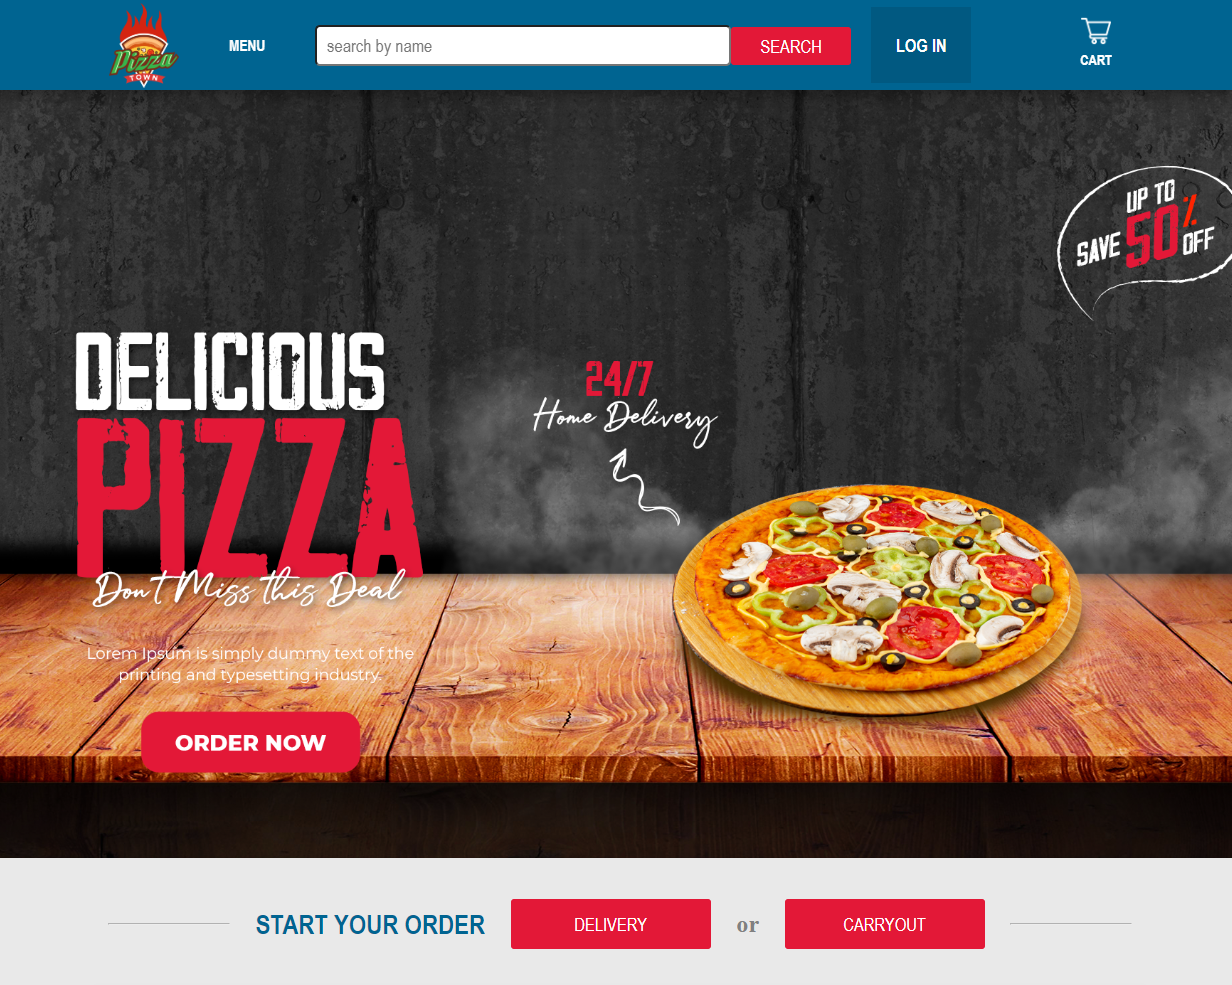 Pizza
TOWN
MENU
search by name
SEARCH
LOG IN
CART
UP TO
SAVE 50% OFF
DELICIOUS
PIZZA
Don't Miss this Deal
24/7
Home Delivery
Lorem Ipsum is simply dummy text of the
printing and typesetting industry.
ORDER NOW
START YOUR ORDER
DELIVERY
or
CARRYOUT